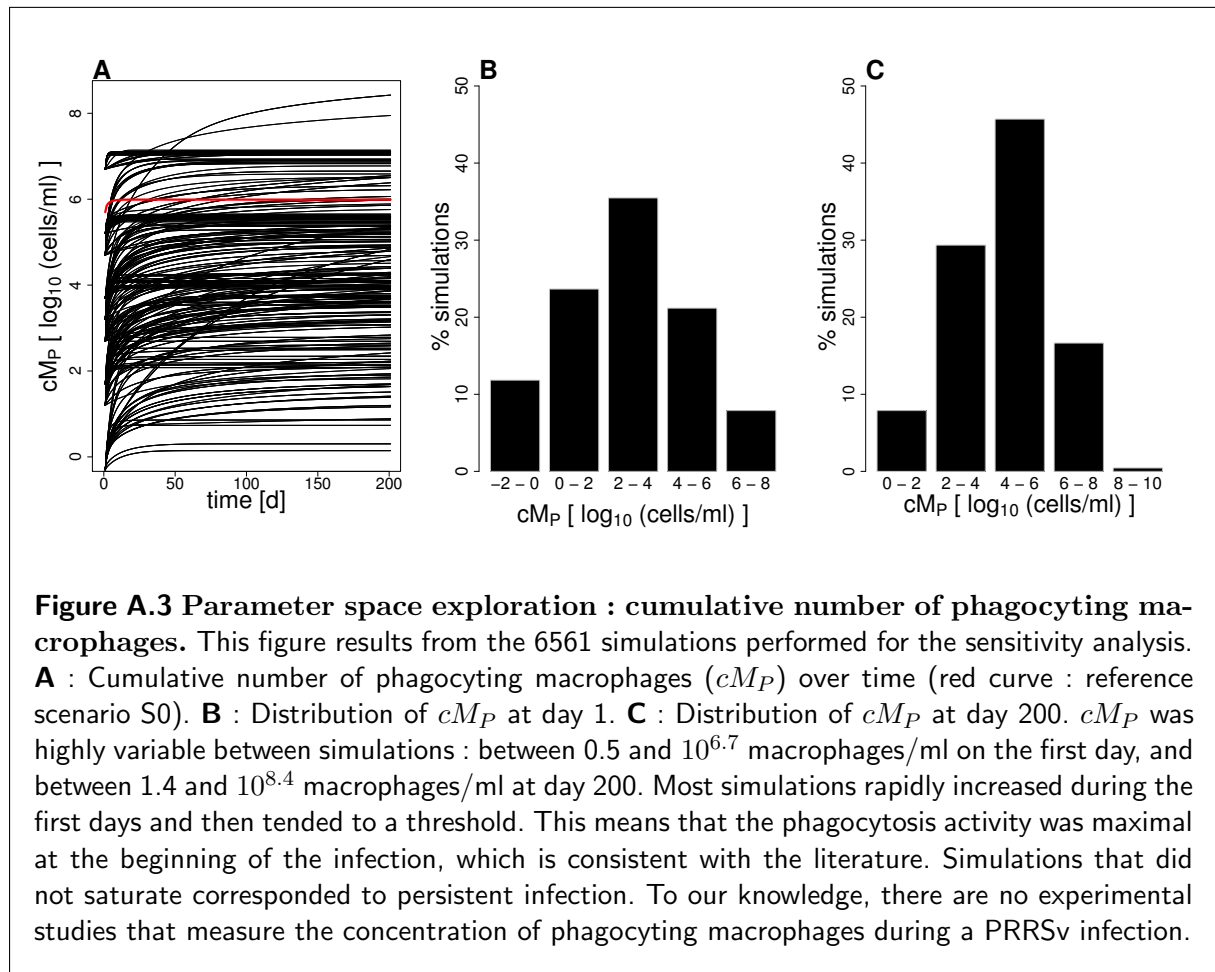 A
B
C
cM_P [ log₁₀ (cells/ml) ]
8
6
4
2
0
0 50 100 150 200
time [d]
% simulations
50
40
30
20
10
0
−2 − 0 0 − 2 2 − 4 4 − 6 6 − 8
cM_P [ log₁₀ (cells/ml) ]
% simulations
50
40
30
20
10
0
0 − 2 2 − 4 4 − 6 6 − 8 8 − 10
cM_P [ log₁₀ (cells/ml) ]
Figure A.3 Parameter space exploration : cumulative number of phagocyting ma-
crophages. This figure results from the 6561 simulations performed for the sensitivity analysis.
A : Cumulative number of phagocyting macrophages (cM_P) over time (red curve : reference
scenario S0). B : Distribution of cM_P at day 1. C : Distribution of cM_P at day 200. cM_P was
highly variable between simulations : between 0.5 and 10^6.7 macrophages/ml on the first day, and
between 1.4 and 10^8.4 macrophages/ml at day 200. Most simulations rapidly increased during the
first days and then tended to a threshold. This means that the phagocytosis activity was maximal
at the beginning of the infection, which is consistent with the literature. Simulations that did
not saturate corresponded to persistent infection. To our knowledge, there are no experimental
studies that measure the concentration of phagocyting macrophages during a PRRSv infection.